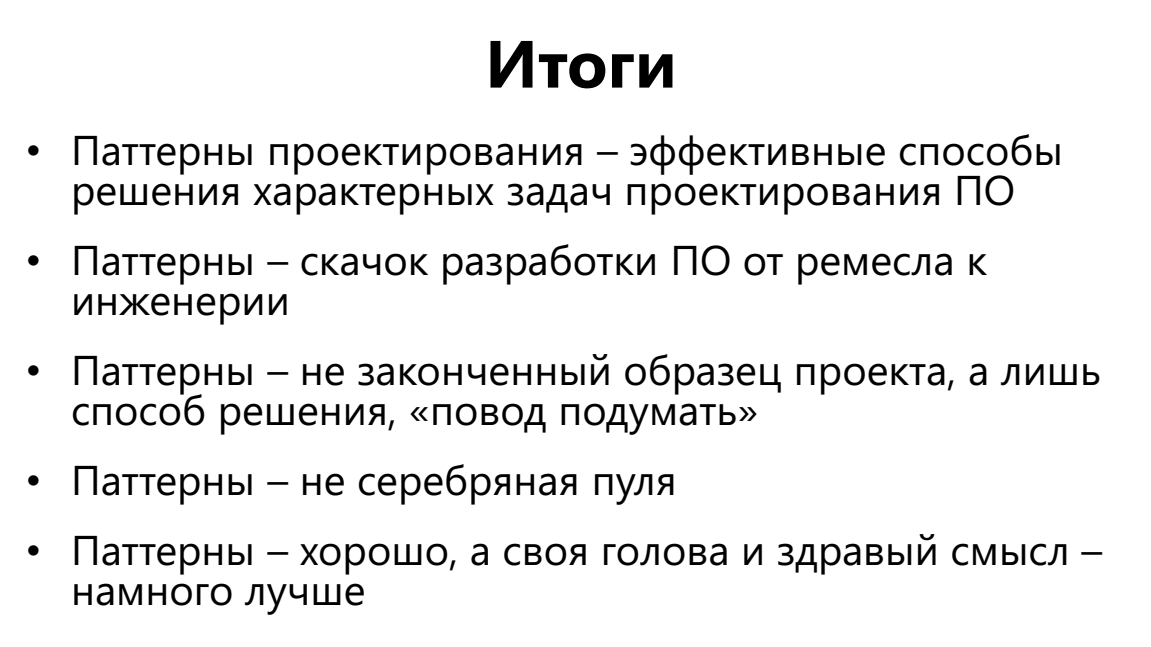 Итоги
• Паттерны проектирования – эффективные способы
решения характерных задач проектирования ПО
• Паттерны – скачок разработки ПО от ремесла к
инженерии
• Паттерны – не законченный образец проекта, а лишь
способ решения, «повод подумать»
• Паттерны – не серебряная пуля
• Паттерны – хорошо, а своя голова и здравый смысл –
намного лучше